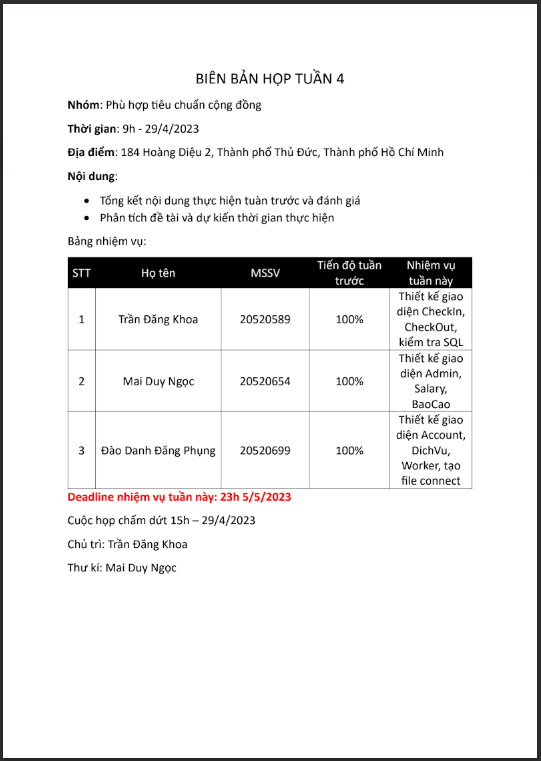 BIÊN BẢN HỌP TUẦN 4
Nhóm: Phù hợp tiêu chuẩn cộng đồng
Thời gian: 9h - 29/4/2023
Địa điểm: 184 Hoàng Diệu 2, Thành phố Thủ Đức, Thành phố Hồ Chí Minh
Nội dung:
• Tổng kết nội dung thực hiện tuàn trước và đánh giá
• Phân tích đề tài và dự kiến thời gian thực hiện
Bảng nhiệm vụ:
STT Họ tên MSSV Tiến độ tuần trước Nhiệm vụ tuần này
1 Trần Đăng Khoa 20520589 100% Thiết kế giao
diện CheckIn,
CheckOut,
kiểm tra SQL
2 Mai Duy Ngọc 20520654 100% Thiết kế giao
diện Admin,
Salary,
BaoCao
3 Đào Danh Đăng Phụng 20520699 100% Thiết kế giao
diện Account,
DichVu,
Worker, tạo
file connect
Deadline nhiệm vụ tuần này: 23h 5/5/2023
Cuộc họp chấm dứt 15h – 29/4/2023
Chủ trì: Trần Đăng Khoa
Thư kí: Mai Duy Ngọc